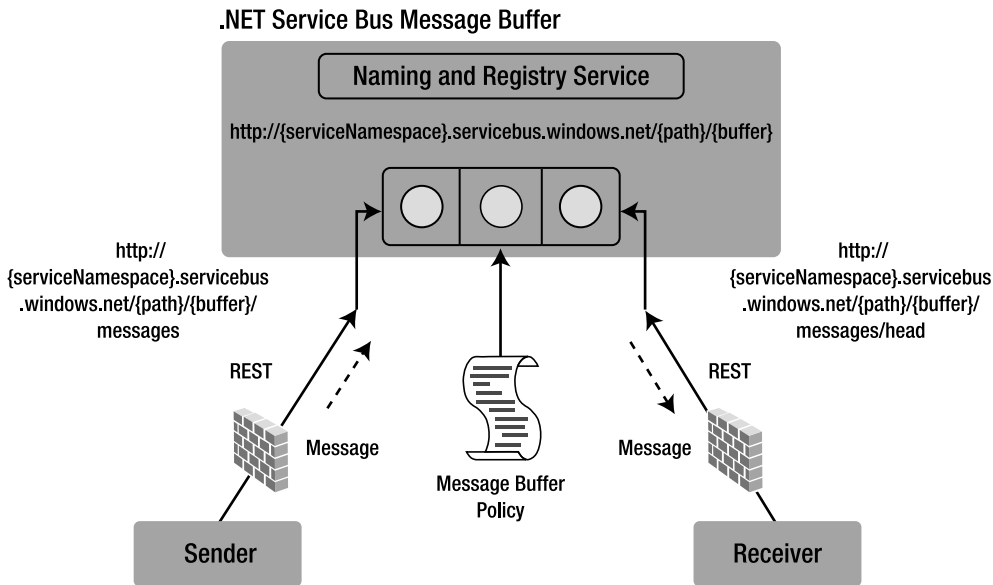 .NET Service Bus Message Buffer
Naming and Registry Service
http://{serviceNamespace}.servicebus.windows.net/{path}/{buffer}
http://
{serviceNamespace}.servicebus
.windows.net/{path}/{buffer}/
messages
http://
{serviceNamespace}.servicebus
.windows.net/{path}/{buffer}/
messages/head
REST
REST
Message
Message
Message Buffer
Policy
Sender
Receiver